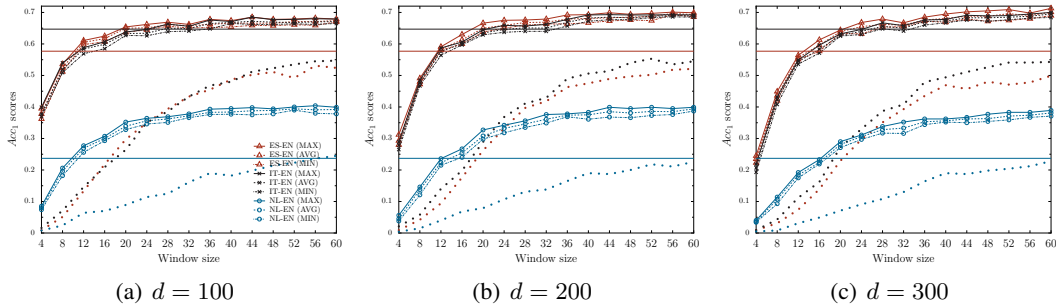 0.7
0.6
0.5
0.4
0.3
0.2
0.1
0
Acc₁ scores
4 8 12 16 20 24 28 32 36 40 44 48 52 56 60
Window size
ES-EN (MAX)
ES-EN (AVG)
ES-EN (MIN)
IT-EN (MAX)
IT-EN (AVG)
IT-EN (MIN)
NL-EN (MAX)
NL-EN (AVG)
NL-EN (MIN)
(a) d = 100
0.7
0.6
0.5
0.4
0.3
0.2
0.1
0
Acc₁ scores
4 8 12 16 20 24 28 32 36 40 44 48 52 56 60
Window size
(b) d = 200
0.7
0.6
0.5
0.4
0.3
0.2
0.1
0
Acc₁ scores
4 8 12 16 20 24 28 32 36 40 44 48 52 56 60
Window size
(c) d = 300